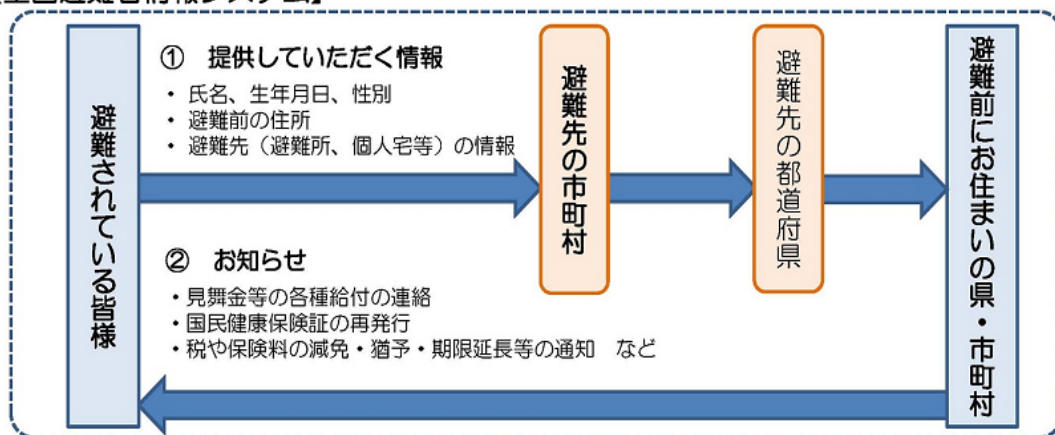 避難されている皆様
① 提供していただく情報
・ 氏名、生年月日、性別
・ 避難前の住所
・ 避難先（避難所、個人宅等）の情報
避難先の市町村
避難先の都道府県
避難前にお住まいの県・市町村
② お知らせ
・見舞金等の各種給付の連絡
・国民健康保険証の再発行
・税や保険料の減免・猶予・期限延長等の通知　など